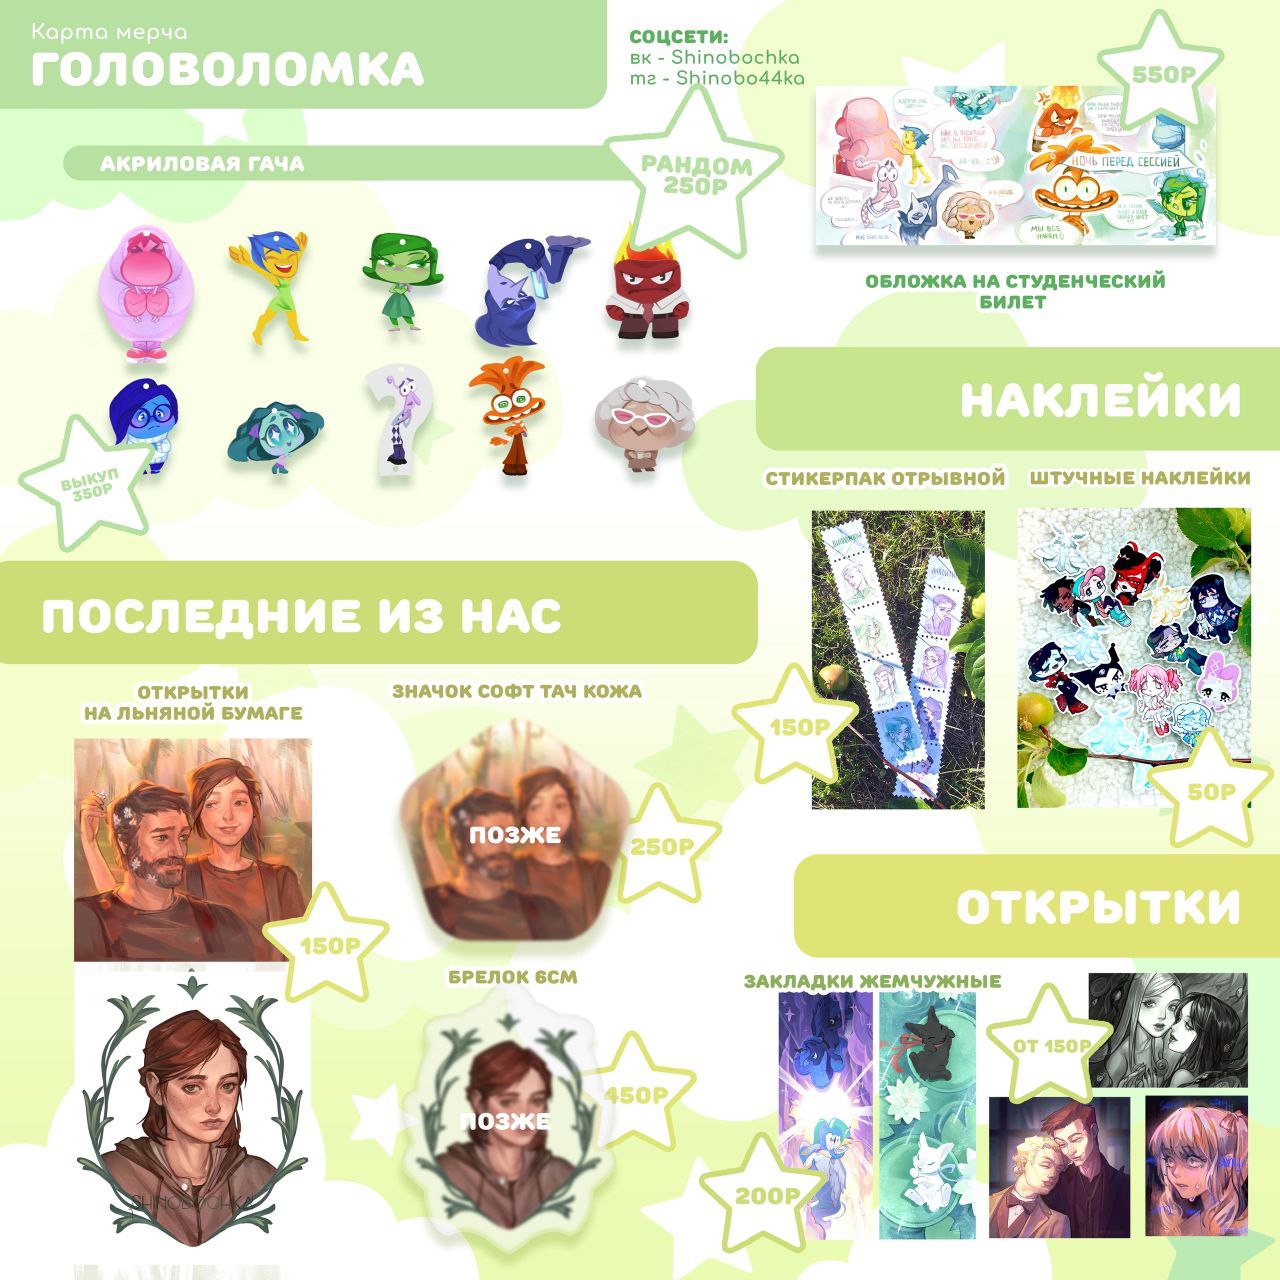 Карта мерча
ГОЛОВОЛОМКА
СОЦСЕТИ:
вк - Shinobochka
тг - Shinobo44ka
АКРИЛОВАЯ ГАЧА
РАНДОМ
250Р
550Р
НОЧЬ ПЕРЕД СЕССИЕЙ
МЫ ВСЕ
ОБЛОЖКА НА СТУДЕНЧЕСКИЙ
БИЛЕТ
ВЫКУП
350Р
НАКЛЕЙКИ
СТИКЕРПАК ОТРЫВНОЙ
ШТУЧНЫЕ НАКЛЕЙКИ
150Р
50Р
ПОСЛЕДНИЕ ИЗ НАС
ОТКРЫТКИ
НА ЛЬНЯНОЙ БУМАГЕ
150Р
ЗНАЧОК СОФТ ТАЧ КОЖА
ПОЗЖЕ
250Р
БРЕЛОК 6СМ
ПОЗЖЕ
450Р
SHINOBOCHKA
ОТКРЫТКИ
ЗАКЛАДКИ ЖЕМЧУЖНЫЕ
ОТ 150Р
200Р